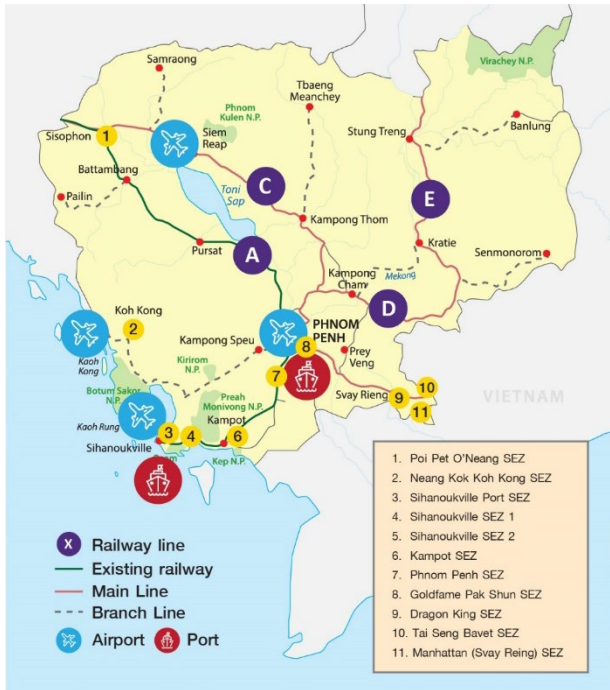 Virachey N.P.
Samraong
Tbaeng
Meanchey
Phnom
Kulen N.P.
Stung Treng
Banlung
1
Sisophon
Siem
Reap
Battambang
C
E
Pailin
Toni
Sap
Kampong Thom
Pursat
A
Kratie
Senmonorom
Kampong
Cham
Mekong
D
Koh Kong
2
PHNOM
PENH
8
Kampong Speu
Prey
Veng
Kaoh
Kong
Kirirom
N.P.
7
Svay Rieng
9
10
11
VIETNAM
Botum Sakor
N.P.
Preah
Monivong N.P.
Kaoh Rung
Kampot
3
4
6
Sihanoukville
Kep N.P.
1. Poi Pet O'Neang SEZ
2. Neang Kok Koh Kong SEZ
3. Sihanoukville Port SEZ
4. Sihanoukville SEZ 1
5. Sihanoukville SEZ 2
6. Kampot SEZ
7. Phnom Penh SEZ
8. Goldfame Pak Shun SEZ
9. Dragon King SEZ
10. Tai Seng Bavet SEZ
11. Manhattan (Svay Reing) SEZ
X Railway line
Existing railway
Main Line
Branch Line
Airport
Port